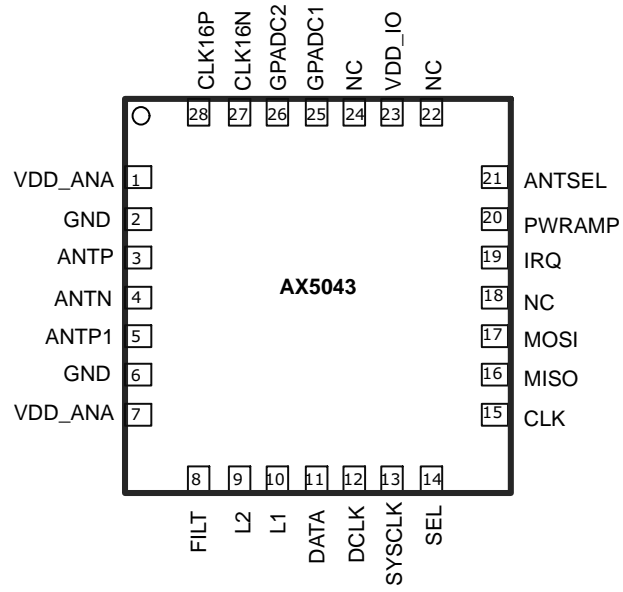 CLK16P
CLK16N
GPADC2
GPADC1
NC
VDD_IO
NC
28
27
26
25
24
23
22
VDD_ANA
1
GND
2
ANTP
3
ANTN
4
ANTP1
5
GND
6
VDD_ANA
7
AX5043
21
ANTSEL
20
PWRAMP
19
IRQ
18
NC
17
MOSI
16
MISO
15
CLK
8
9
10
11
12
13
14
FILT
L2
L1
DATA
DCLK
SYSCLK
SEL